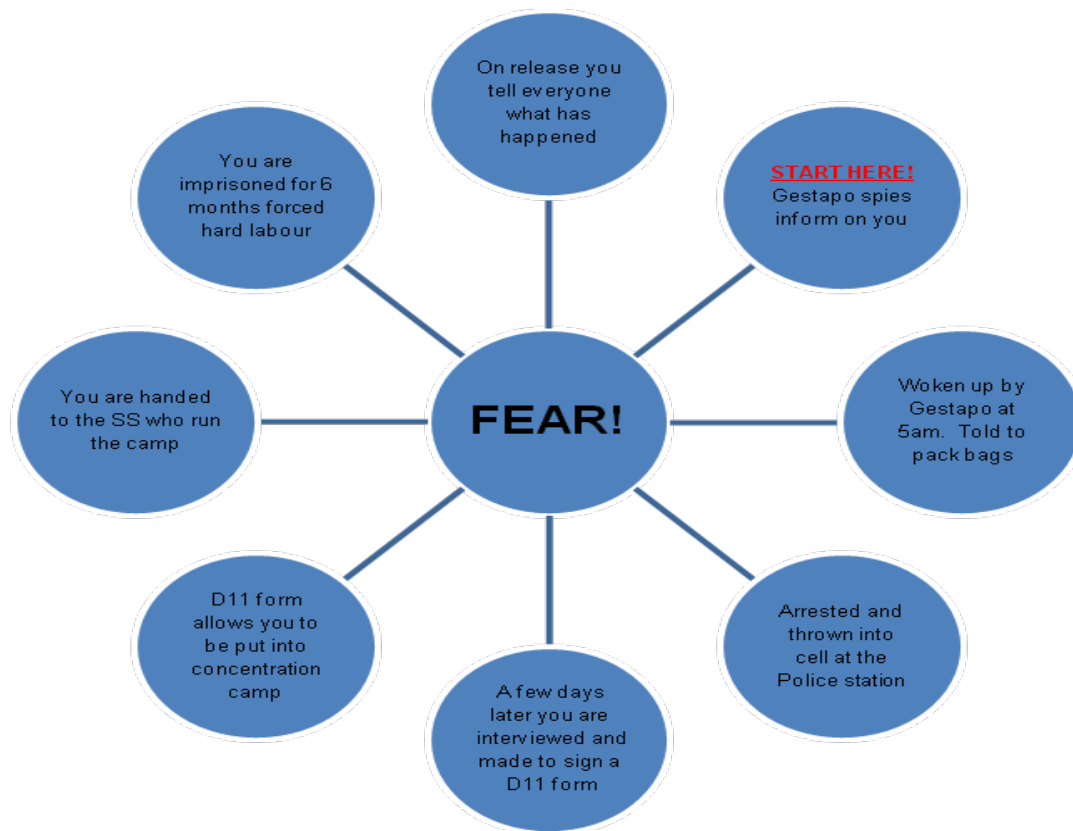 On release you
tell everyone
what has
happened
START HERE!
Gestapo spies
inform on you
Woken up by
Gestapo at
5am. Told to
pack bags
Arrested and
thrown into
cell at the
Police station
A few days
later you are
interviewed and
made to sign a
D11 form
D11 form
allows you to
be put into
concentration
camp
You are handed
to the SS who run
the camp
You are
imprisoned for 6
months forced
hard labour
FEAR!